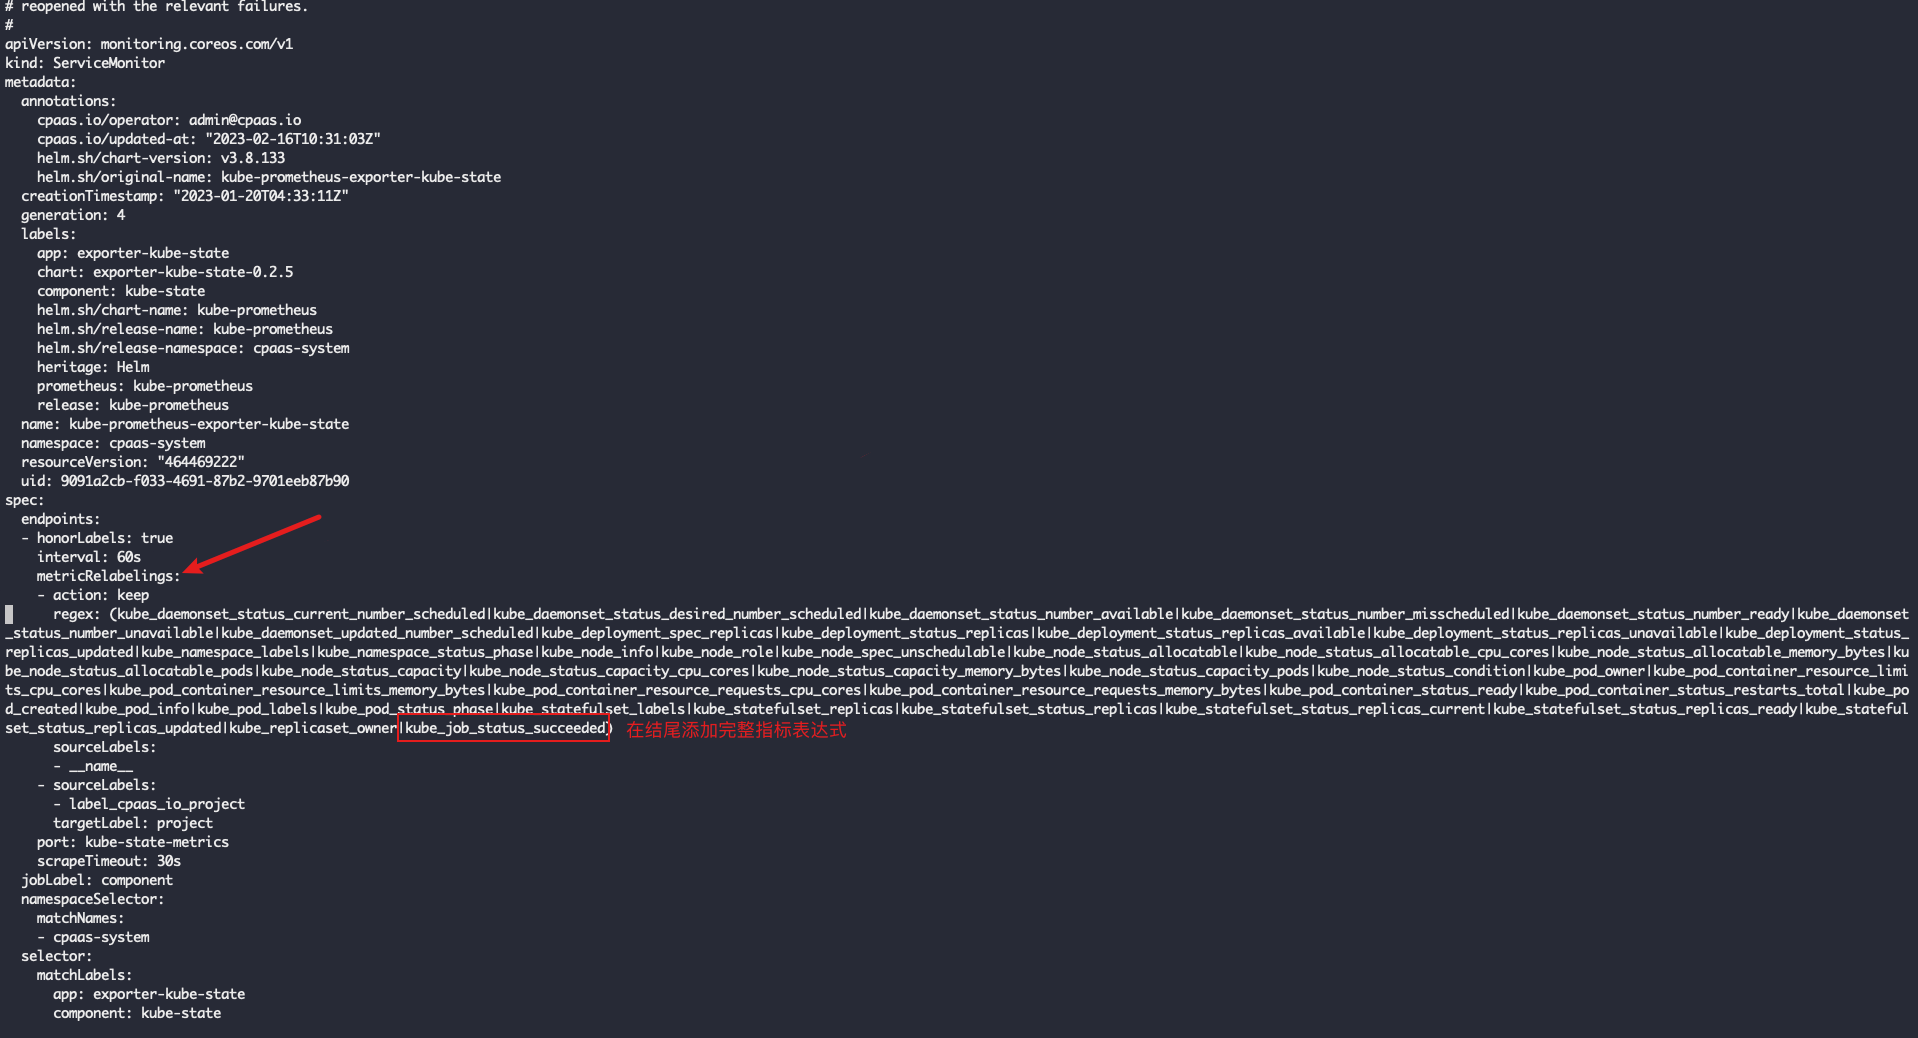 # reopened with the relevant failures.
#
apiVersion: monitoring.coreos.com/v1
kind: ServiceMonitor
metadata:
  annotations:
    cpaas.io/operator: admin@cpaas.io
    cpaas.io/updated-at: "2023-02-16T10:31:03Z"
    helm.sh/chart-version: v3.8.133
    helm.sh/original-name: kube-prometheus-exporter-kube-state
  creationTimestamp: "2023-01-20T04:33:11Z"
  generation: 4
  labels:
    app: exporter-kube-state
    chart: exporter-kube-state-0.2.5
    component: kube-state
    helm.sh/chart-name: kube-prometheus
    helm.sh/release-name: kube-prometheus
    helm.sh/release-namespace: cpaas-system
    heritage: Helm
    prometheus: kube-prometheus
    release: kube-prometheus
  name: kube-prometheus-exporter-kube-state
  namespace: cpaas-system
  resourceVersion: "464469222"
  uid: 9091a2cb-f033-4691-87b2-9701eeb87b90
spec:
  endpoints:
  - honorLabels: true
    interval: 60s
    metricRelabelings:
    - action: keep
      regex: (kube_daemonset_status_current_number_scheduled|kube_daemonset_status_desired_number_scheduled|kube_daemonset_status_number_available|kube_daemonset_status_number_misscheduled|kube_daemonset_status_number_ready|kube_daemonset
_status_number_unavailable|kube_daemonset_updated_number_scheduled|kube_deployment_spec_replicas|kube_deployment_status_replicas|kube_deployment_status_replicas_available|kube_deployment_status_replicas_unavailable|kube_deployment_status_
replicas_updated|kube_namespace_labels|kube_namespace_status_phase|kube_node_info|kube_node_role|kube_node_spec_unschedulable|kube_node_status_allocatable|kube_node_status_allocatable_cpu_cores|kube_node_status_allocatable_memory_bytes|ku
be_node_status_allocatable_pods|kube_node_status_capacity|kube_node_status_capacity_cpu_cores|kube_node_status_capacity_memory_bytes|kube_node_status_capacity_pods|kube_node_status_condition|kube_pod_owner|kube_pod_container_resource_limi
ts_cpu_cores|kube_pod_container_resource_limits_memory_bytes|kube_pod_container_resource_requests_cpu_cores|kube_pod_container_resource_requests_memory_bytes|kube_pod_container_status_ready|kube_pod_container_status_restarts_total|kube_po
d_created|kube_pod_info|kube_pod_labels|kube_pod_status_phase|kube_statefulset_labels|kube_statefulset_replicas|kube_statefulset_status_replicas|kube_statefulset_status_replicas_current|kube_statefulset_status_replicas_ready|kube_stateful
set_status_replicas_updated|kube_replicaset_owner|kube_job_status_succeeded) 在结尾添加完整指标表达式
      sourceLabels:
      - __name__
    - sourceLabels:
      - label_cpaas_io_project
      targetLabel: project
    port: kube-state-metrics
    scrapeTimeout: 30s
  jobLabel: component
  namespaceSelector:
    matchNames:
    - cpaas-system
  selector:
    matchLabels:
      app: exporter-kube-state
      component: kube-state